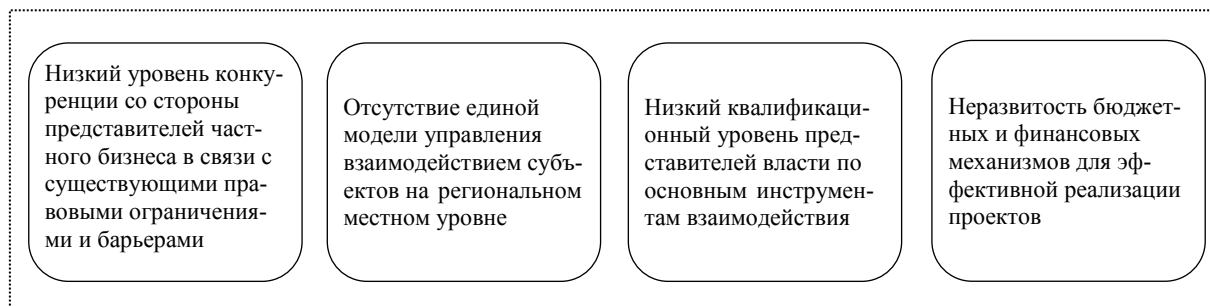 Низкий уровень конку-
ренции со стороны
представителей част-
ного бизнеса в связи с
существующими пра-
вовыми ограничения-
ми и барьерами
Отсутствие единой
модели управления
взаимодействием субъ-
ектов на региональном
местном уровне
Низкий квалификаци-
онный уровень пред-
ставителей власти по
основным инструмен-
там взаимодействия
Неразвитость бюджет-
ных и финансовых
механизмов для эф-
фективной реализации
проектов